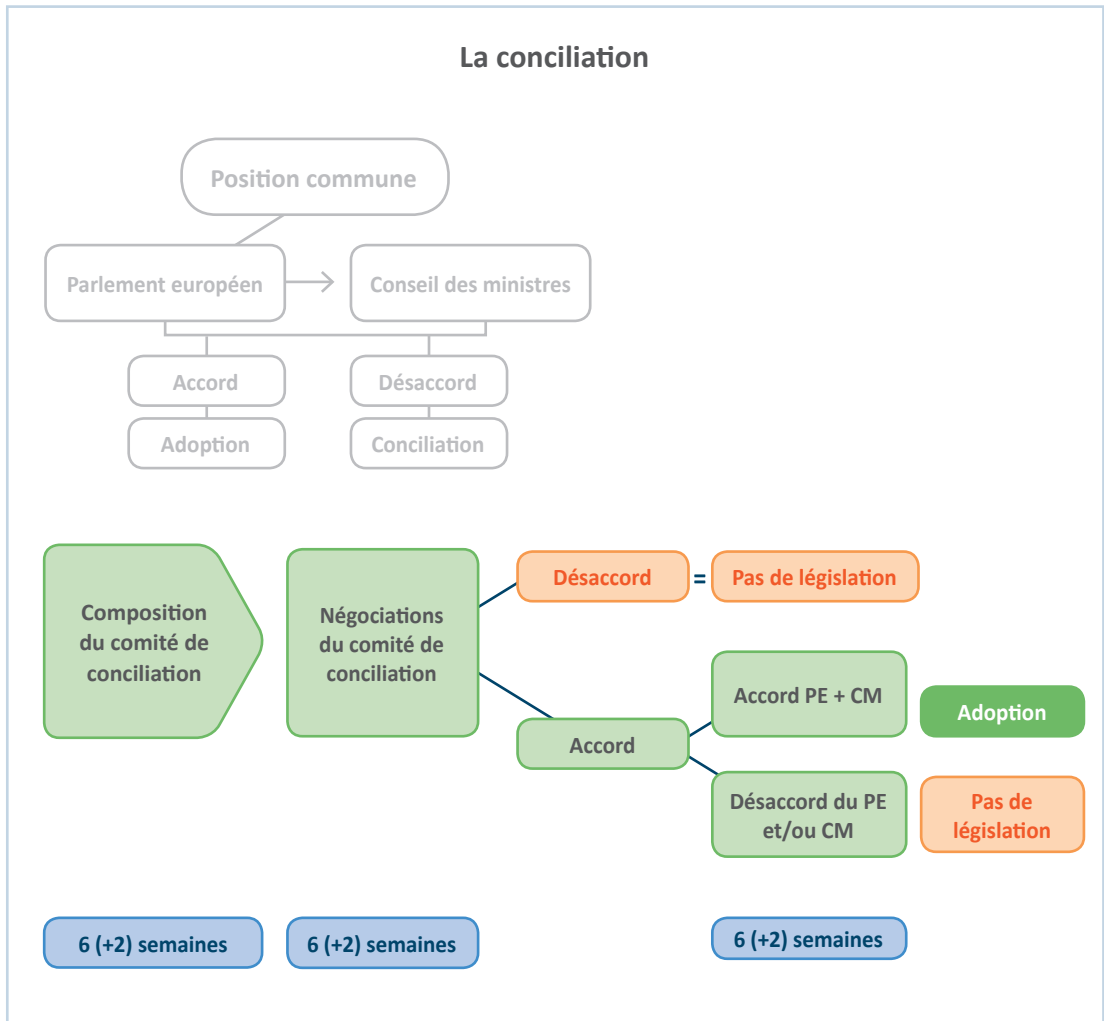 La conciliation
Position commune
Parlement européen
Conseil des ministres
Accord
Désaccord
Adoption
Conciliation
Composition
du comité de
conciliation
Négociations
du comité de
conciliation
Désaccord
=
Pas de législation
Accord
Accord PE + CM
Adoption
Désaccord du PE
et/ou CM
Pas de
législation
6 (+2) semaines
6 (+2) semaines
6 (+2) semaines